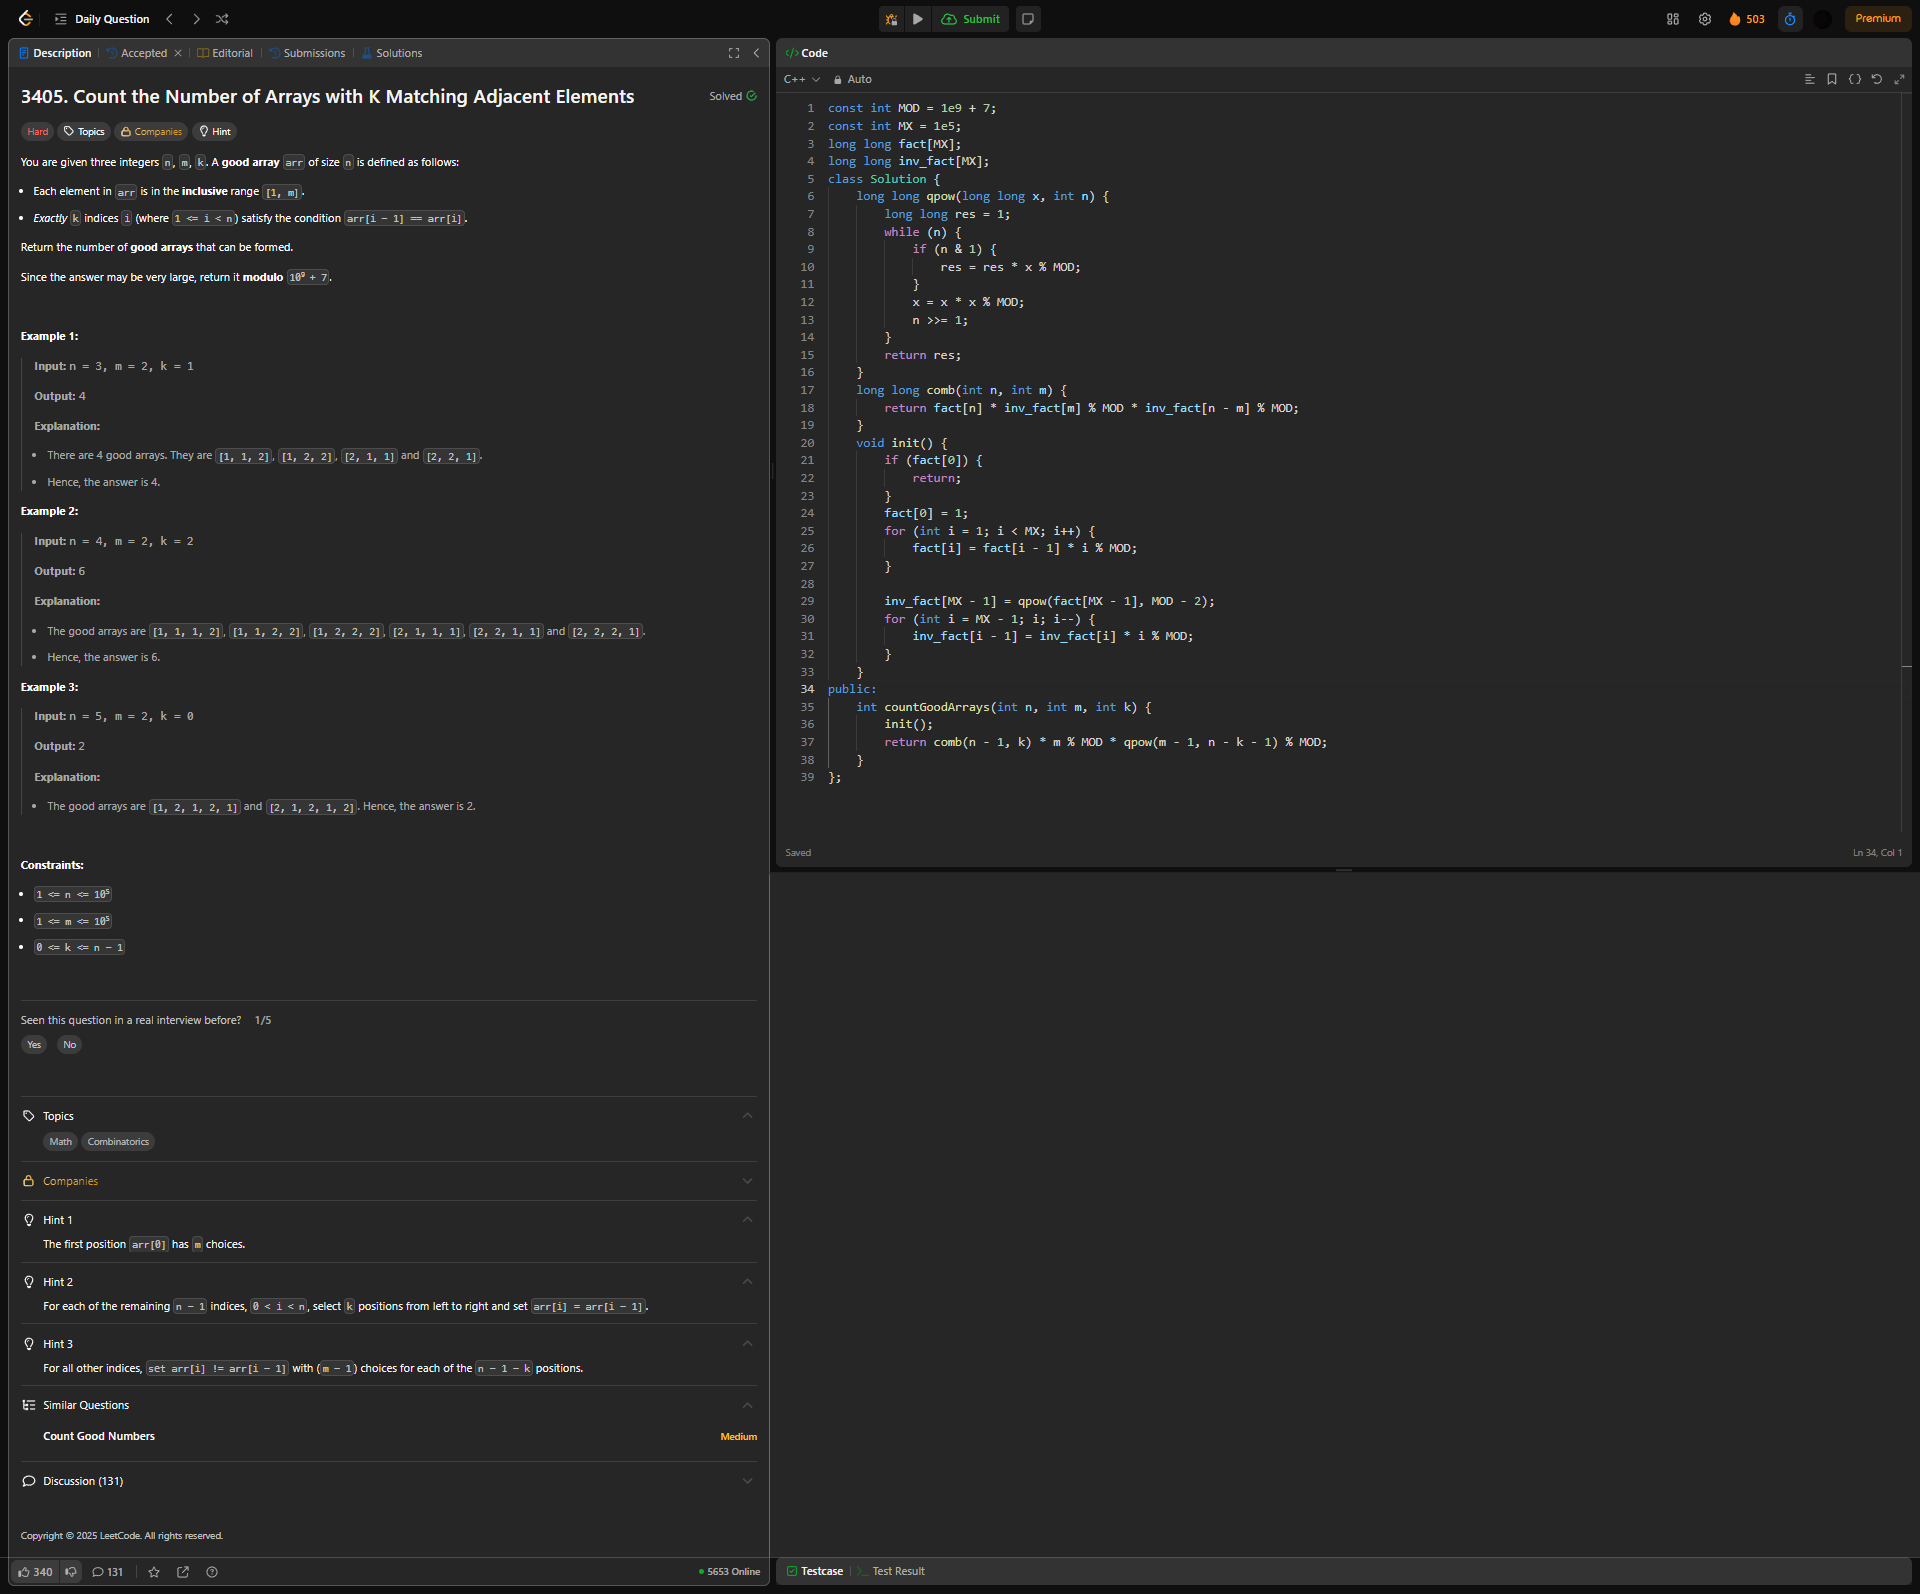 Daily Question
Submit
503
Premium
Description
Accepted
Editorial
Submissions
Solutions
3405. Count the Number of Arrays with K Matching Adjacent Elements
Solved
Hard
Topics
Companies
Hint
You are given three integers n, m, k. A good array arr of size n is defined as follows:
• Each element in arr is in the inclusive range [1, m].
• Exactly k indices i (where 1 <= i < n) satisfy the condition arr[i - 1] == arr[i].
Return the number of good arrays that can be formed.
Since the answer may be very large, return it modulo 10⁹ + 7.
Example 1:
Input: n = 3, m = 2, k = 1
Output: 4
Explanation:
• There are 4 good arrays. They are [1, 1, 2], [1, 2, 2], [2, 1, 1] and [2, 2, 1].
• Hence, the answer is 4.
Example 2:
Input: n = 4, m = 2, k = 2
Output: 6
Explanation:
• The good arrays are [1, 1, 1, 2], [1, 1, 2, 2], [1, 2, 2, 2], [2, 1, 1, 1], [2, 2, 1, 1] and [2, 2, 2, 1].
• Hence, the answer is 6.
Example 3:
Input: n = 5, m = 2, k = 0
Output: 2
Explanation:
• The good arrays are [1, 2, 1, 2, 1] and [2, 1, 2, 1, 2]. Hence, the answer is 2.
Constraints:
• 1 <= n <= 10⁵
• 1 <= m <= 10⁵
• 0 <= k <= n - 1
Seen this question in a real interview before? 1/5
Yes
No
Topics
Math
Combinatorics
Companies
Hint 1
The first position arr[0] has m choices.
Hint 2
For each of the remaining n - 1 indices, 0 < i < n, select k positions from left to right and set arr[i] = arr[i - 1].
Hint 3
For all other indices, set arr[i] != arr[i - 1] with (m - 1) choices for each of the n - 1 - k positions.
Similar Questions
Count Good Numbers
Medium
Discussion (131)
Copyright © 2025 LeetCode. All rights reserved.
340
131
5653 Online
Code
C++
Auto
1 const int MOD = 1e9 + 7;
2 const int MX = 1e5;
3 long long fact[MX];
4 long long inv_fact[MX];
5 class Solution {
6     long long qpow(long long x, int n) {
7         long long res = 1;
8         while (n) {
9             if (n & 1) {
10                 res = res * x % MOD;
11             }
12             x = x * x % MOD;
13             n >>= 1;
14         }
15         return res;
16     }
17     long long comb(int n, int m) {
18         return fact[n] * inv_fact[m] % MOD * inv_fact[n - m] % MOD;
19     }
20     void init() {
21         if (fact[0]) {
22             return;
23         }
24         fact[0] = 1;
25         for (int i = 1; i < MX; i++) {
26             fact[i] = fact[i - 1] * i % MOD;
27         }
28
29         inv_fact[MX - 1] = qpow(fact[MX - 1], MOD - 2);
30         for (int i = MX - 1; i; i--) {
31             inv_fact[i - 1] = inv_fact[i] * i % MOD;
32         }
33     }
34 public:
35     int countGoodArrays(int n, int m, int k) {
36         init();
37         return comb(n - 1, k) * m % MOD * qpow(m - 1, n - k - 1) % MOD;
38     }
39 };
Saved
Ln 34, Col 1
Testcase
Test Result